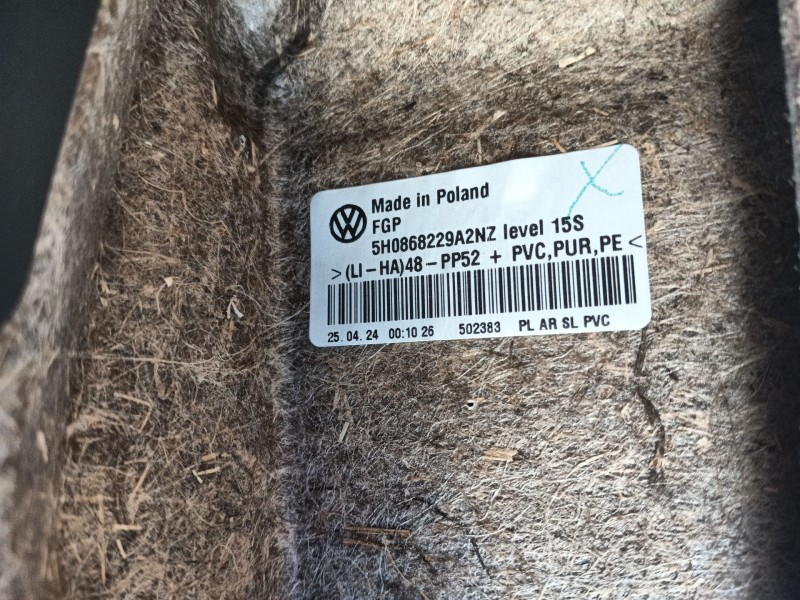 Made in Poland
FGP
5H0868229A2NZ level 15S
>(LI-HA)48-PP52 + PVC,PUR,PE<
25.04.24 00:10 26 502383 PL AR SL PVC